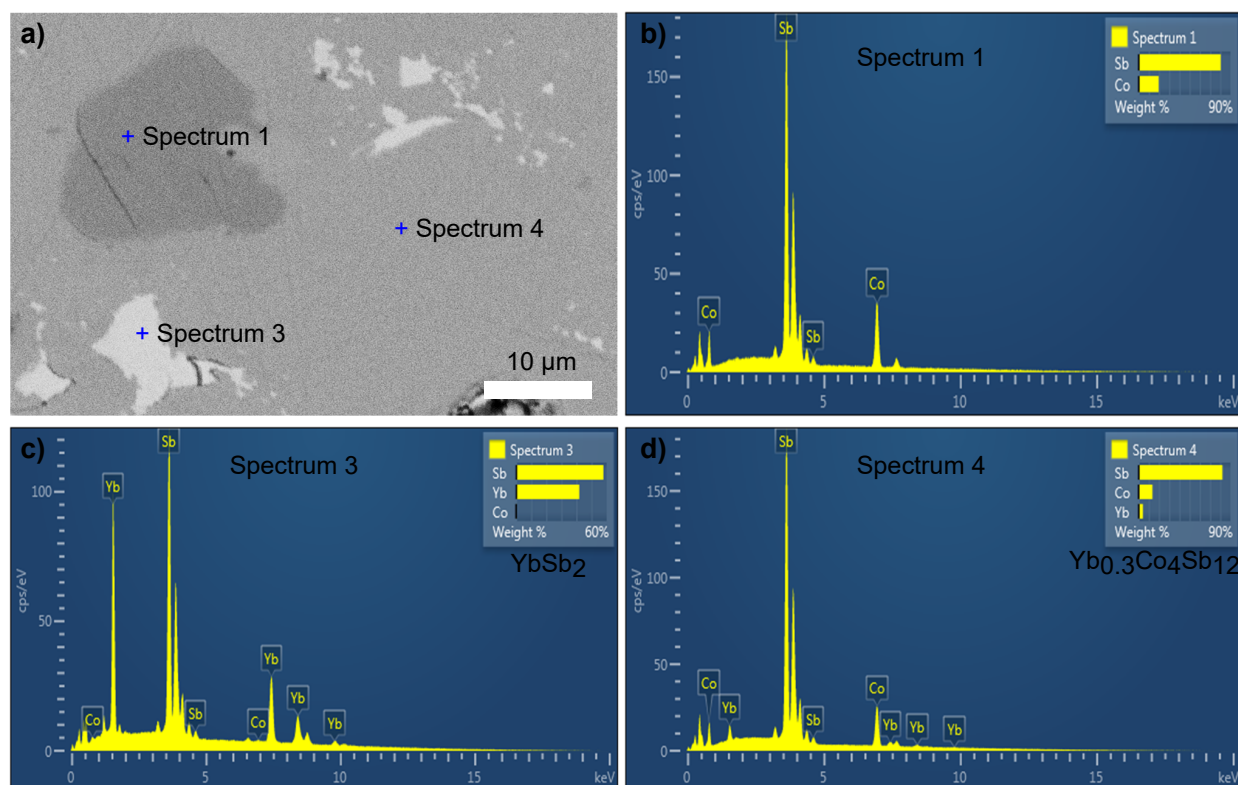 a)
+ Spectrum 1
+ Spectrum 4
+ Spectrum 3
10 µm
b)
Spectrum 1
Sb
Co
Sb
Co
Spectrum 1
Sb
Co
Weight % 90%
cps/eV
150
100
50
0
0 5 10 15 keV
c)
Spectrum 3
Sb
Yb
Co
Sb
Yb
Co
Yb
Yb
Spectrum 3
Sb
Yb
Co
Weight % 60%
YbSb2
cps/eV
100
50
0
0 5 10 15 keV
d)
Spectrum 4
Sb
Co
Yb
Sb
Co
Yb
Yb
Yb
Spectrum 4
Sb
Co
Yb
Weight % 90%
Yb0.3Co4Sb12
cps/eV
150
100
50
0
0 5 10 15 keV